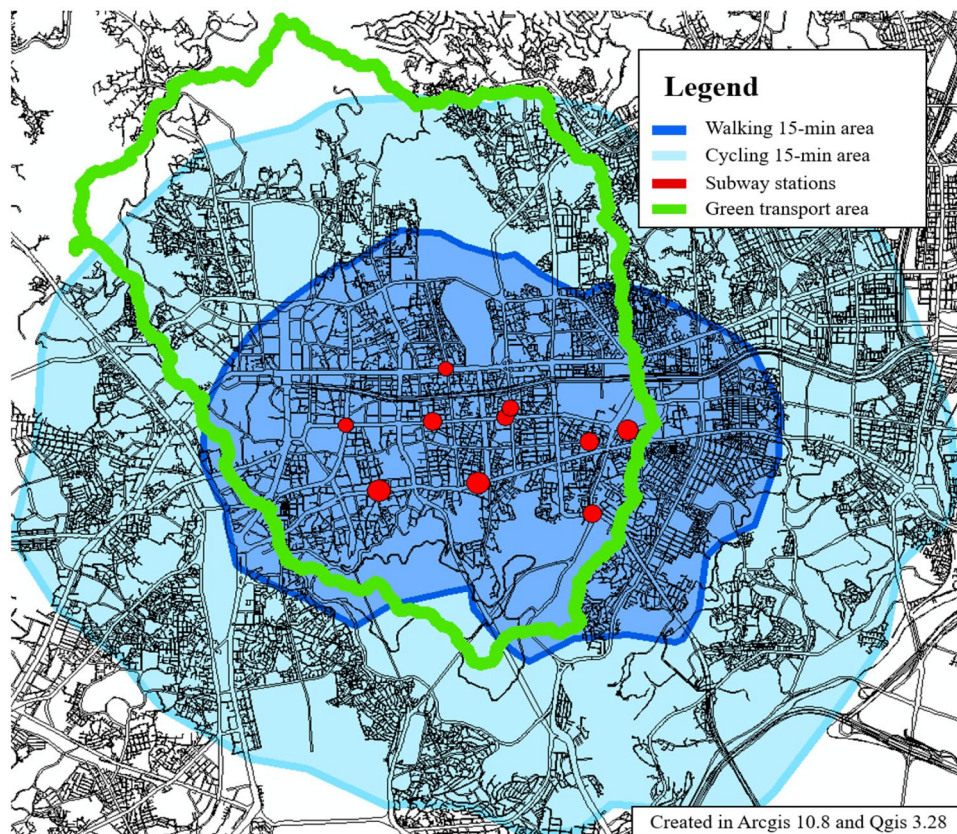 Legend
Walking 15-min area
Cycling 15-min area
Subway stations
Green transport area
Created in Arcgis 10.8 and Qgis 3.28